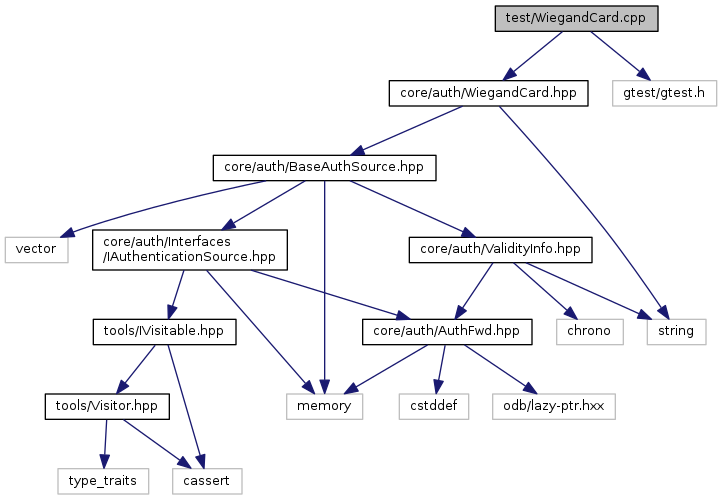 test/WiegandCard.cpp
core/auth/WiegandCard.hpp
gtest/gtest.h
core/auth/BaseAuthSource.hpp
vector
core/auth/Interfaces
/IAuthenticationSource.hpp
core/auth/ValidityInfo.hpp
tools/IVisitable.hpp
core/auth/AuthFwd.hpp
chrono
string
tools/Visitor.hpp
memory
cstddef
odb/lazy-ptr.hxx
type_traits
cassert